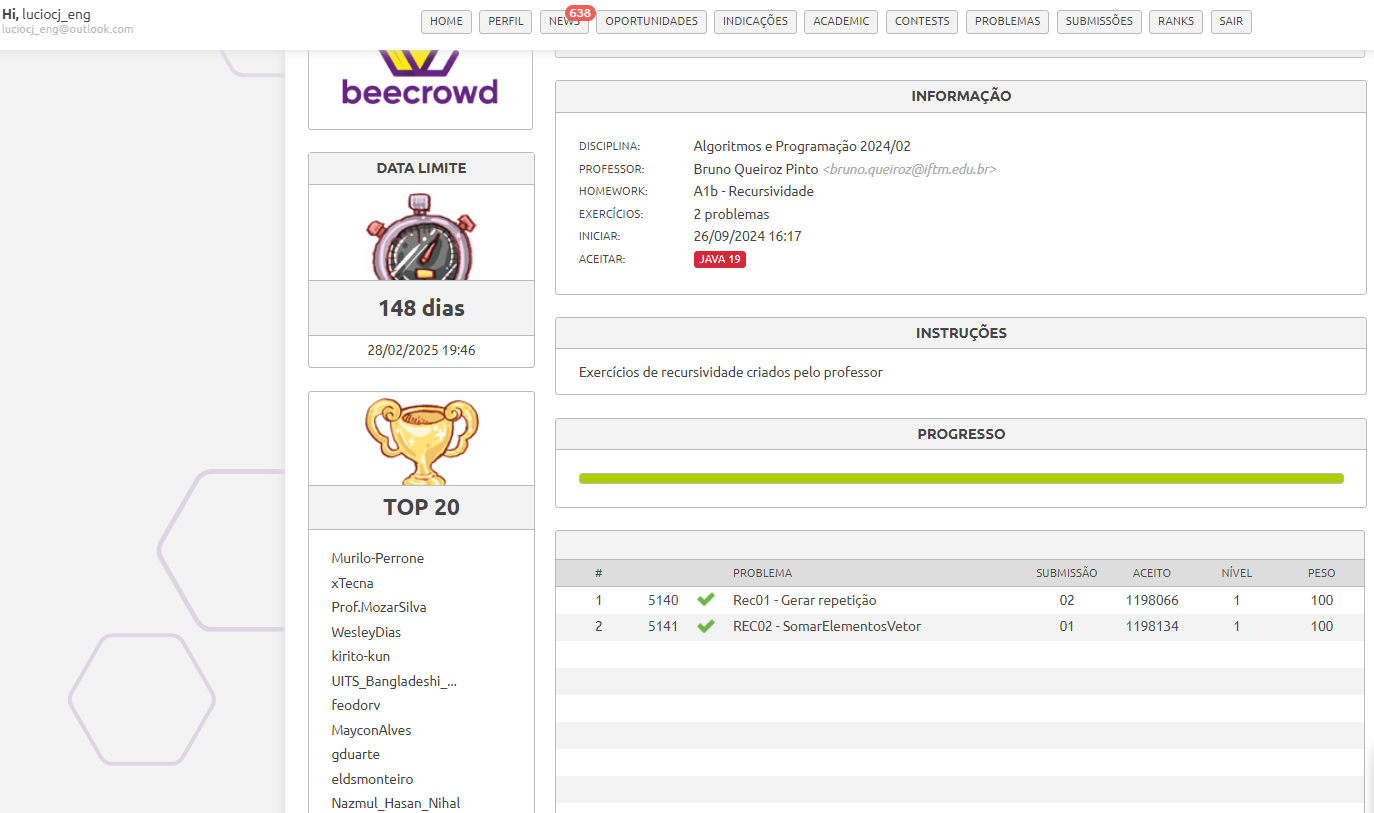 Hi, luciocj_eng
luciocj_eng@outlook.com
HOME PERFIL NEWS 638 OPORTUNIDADES INDICAÇÕES ACADEMIC CONTESTS PROBLEMAS SUBMISSÕES RANKS SAIR
beecrowd
DATA LIMITE
148 dias
28/02/2025 19:46
TOP 20
Murilo-Perrone
xTecna
Prof.MozarSilva
WesleyDias
kirito-kun
UITS_Bangladeshi_...
feodorv
MayconAlves
gduarte
eldsmonteiro
Nazmul_Hasan_Nihal
INFORMAÇÃO
DISCIPLINA: Algoritmos e Programação 2024/02
PROFESSOR: Bruno Queiroz Pinto <bruno.queiroz@iftm.edu.br>
HOMEWORK: A1b - Recursividade
EXERCÍCIOS: 2 problemas
INICIAR: 26/09/2024 16:17
ACEITAR: JAVA 19
INSTRUÇÕES
Exercícios de recursividade criados pelo professor
PROGRESSO
# PROBLEMA SUBMISSÃO ACEITO NÍVEL PESO
1 5140 Rec01 - Gerar repetição 02 1198066 1 100
2 5141 REC02 - SomarElementosVetor 01 1198134 1 100